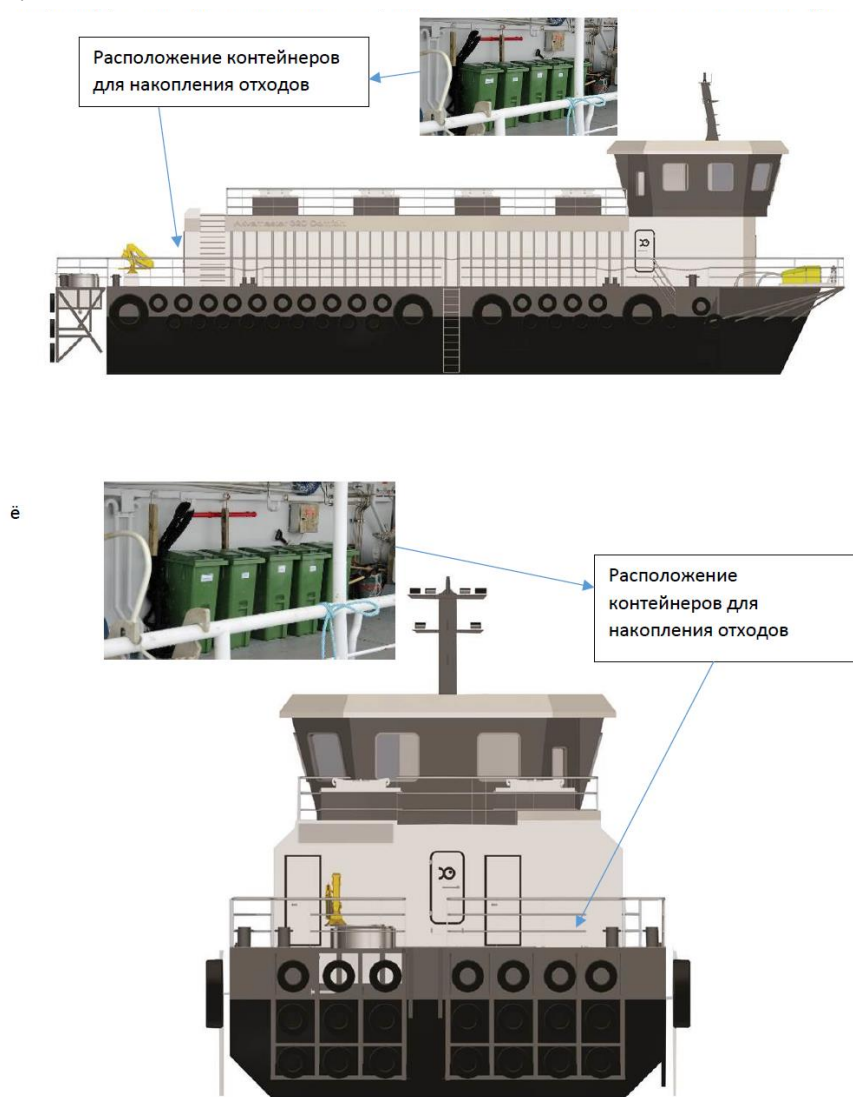 Расположение контейнеров
для накопления отходов
ё
Расположение
контейнеров для
накопления отходов